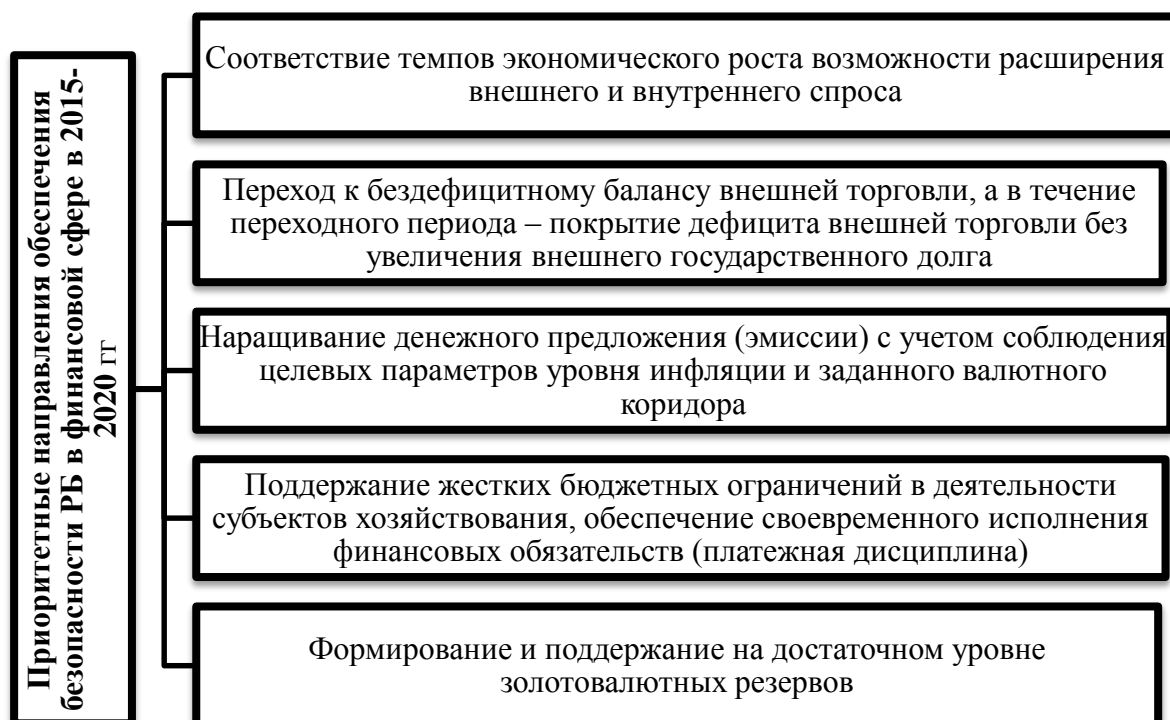 Приоритетные направления обеспечения
безопасности РБ в финансовой сфере в 2015-
2020 гг
Соответствие темпов экономического роста возможности расширения
внешнего и внутреннего спроса
Переход к бездефицитному балансу внешней торговли, а в течение
переходного периода – покрытие дефицита внешней торговли без
увеличения внешнего государственного долга
Наращивание денежного предложения (эмиссии) с учетом соблюдения
целевых параметров уровня инфляции и заданного валютного
коридора
Поддержание жестких бюджетных ограничений в деятельности
субъектов хозяйствования, обеспечение своевременного исполнения
финансовых обязательств (платежная дисциплина)
Формирование и поддержание на достаточном уровне
золотовалютных резервов